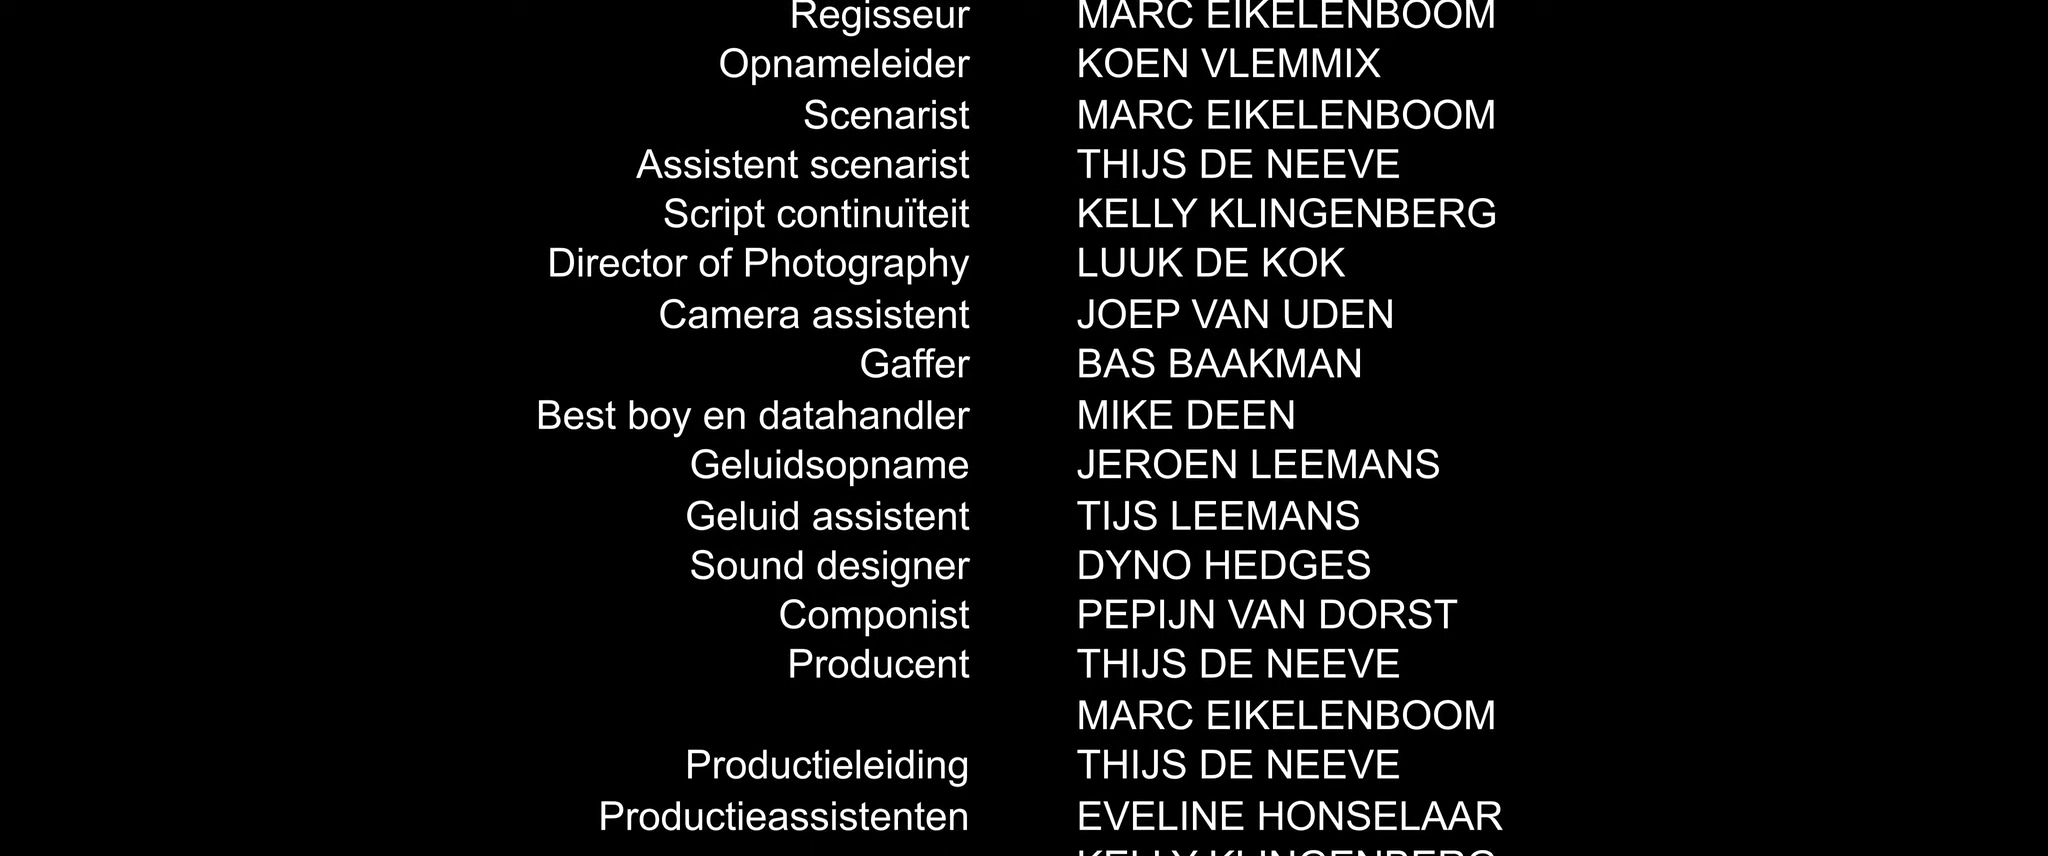 Regisseur MARC EIKELENBOOM
Opnameleider KOEN VLEMMIX
Scenarist MARC EIKELENBOOM
Assistent scenarist THIJS DE NEEVE
Script continuïteit KELLY KLINGENBERG
Director of Photography LUUK DE KOK
Camera assistent JOEP VAN UDEN
Gaffer BAS BAAKMAN
Best boy en datahandler MIKE DEEN
Geluidsopname JEROEN LEEMANS
Geluid assistent TIJS LEEMANS
Sound designer DYNO HEDGES
Componist PEPIJN VAN DORST
Producent THIJS DE NEEVE
MARC EIKELENBOOM
Productieleiding THIJS DE NEEVE
Productieassistenten EVELINE HONSELAAR
KELLY KLINGENBERG